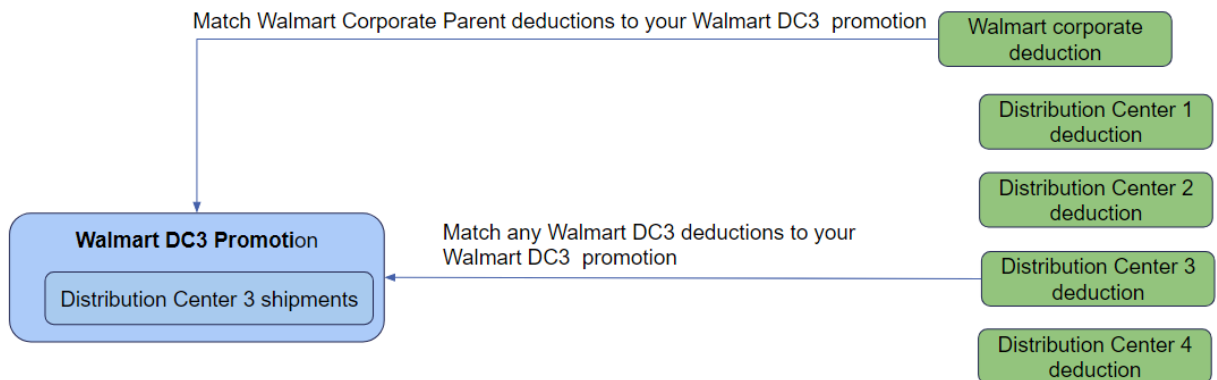 Match Walmart Corporate Parent deductions to your Walmart DC3 promotion
Walmart corporate
deduction
Distribution Center 1
deduction
Distribution Center 2
deduction
Walmart DC3 Promotion
Distribution Center 3 shipments
Match any Walmart DC3 deductions to your
Walmart DC3 promotion
Distribution Center 3
deduction
Distribution Center 4
deduction